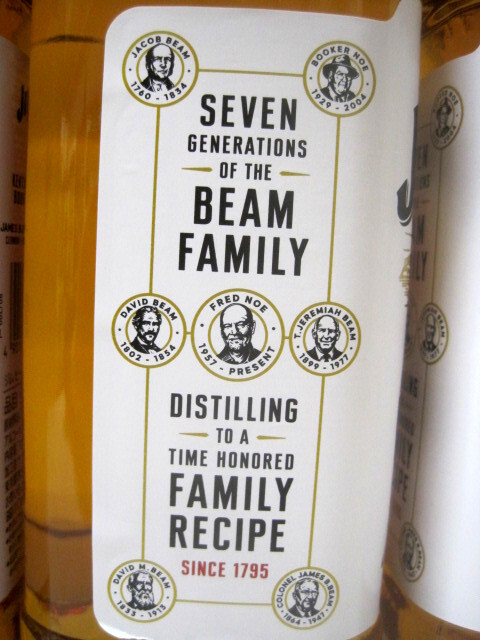 JACOB BEAM
1760 - 1834
BOOKER NOE
1929 - 2004
SEVEN
GENERATIONS
OF THE
BEAM
FAMILY
DAVID BEAM
1802 - 1854
FRED NOE
1957 - PRESENT
T. JEREMIAH BEAM
1899 - 1977
DISTILLING
TO A
TIME HONORED
FAMILY
RECIPE
SINCE 1795
DAVID M. BEAM
1833 - 1913
COLONEL JAMES B. BEAM
1864 - 1947